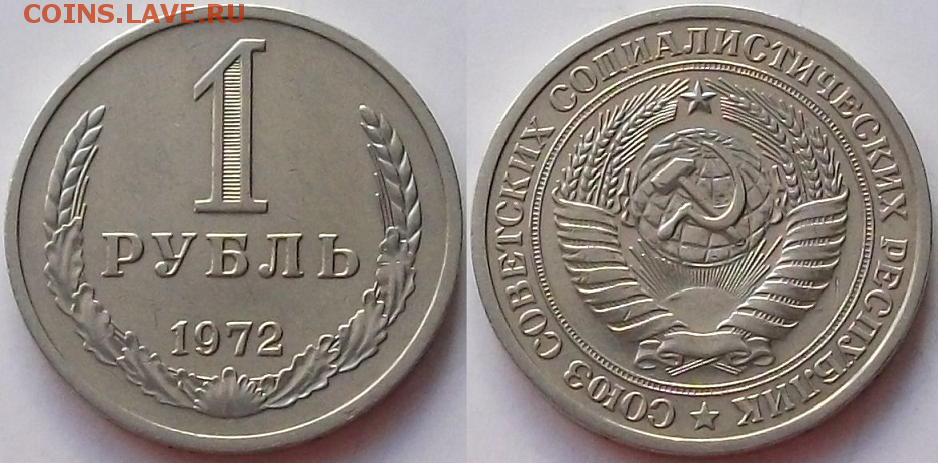 COINS.LAVE.RU
1
РУБЛЬ
1972
СОЮЗ СОВЕТСКИХ СОЦИАЛИСТИЧЕСКИХ РЕСПУБЛИК